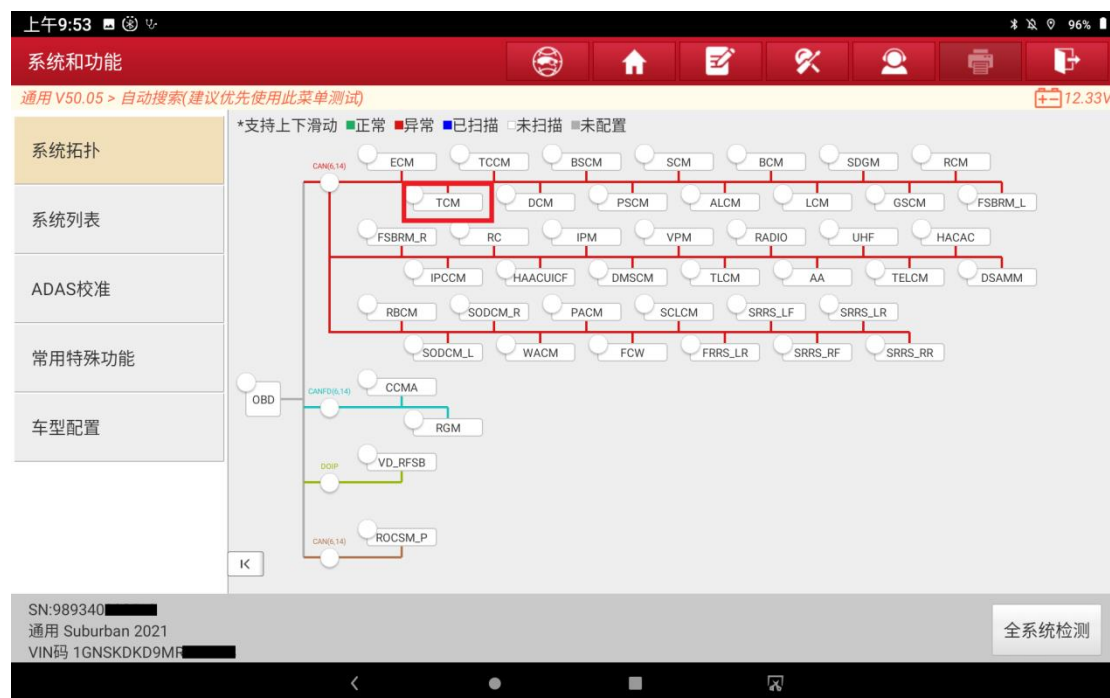 上午9:53
96%
系统和功能
通用 V50.05 > 自动搜索(建议优先使用此菜单测试)
12.33V
系统拓扑
系统列表
ADAS校准
常用特殊功能
车型配置
*支持上下滑动 ■正常 ■异常 ■已扫描 □未扫描 ■未配置
CAN(6,14)
ECM TCCM BSCM SCM BCM SDGM RCM
TCM DCM PSCM ALCM LCM GSCM FSBRM_L
FSBRM_R RC IPM VPM RADIO UHF HACAC
IPCCM HAACUICF DMSCM TLCM AA TELCM DSAMM
RBCM SODCM_R PACM SCLCM SRRS_LF SRRS_LR
SODCM_L WACM FCW FRRS_LR SRRS_RF SRRS_RR
OBD
CANFD(6,14)
CCMA
RGM
DOIP
VD_RFSB
CAN(6,14)
ROCSM_P
SN:989340
通用 Suburban 2021
VIN码 1GNSKDKD9MR
全系统检测